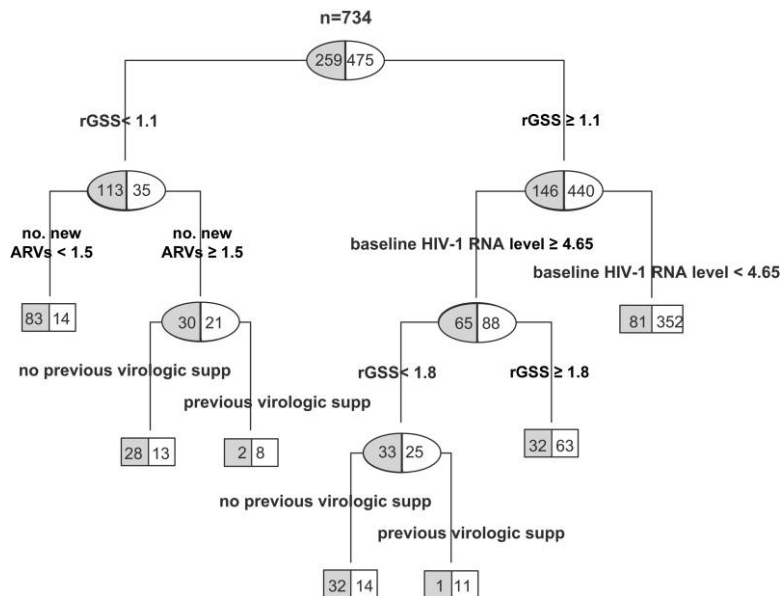 n=734
259 475
rGSS< 1.1
rGSS ≥ 1.1
113 35
146 440
no. new
ARVs < 1.5
no. new
ARVs ≥ 1.5
baseline HIV-1 RNA level ≥ 4.65
baseline HIV-1 RNA level < 4.65
83 14
30 21
65 88
81 352
no previous virologic supp
previous virologic supp
rGSS< 1.8
rGSS ≥ 1.8
28 13
2 8
33 25
32 63
no previous virologic supp
previous virologic supp
32 14
1 11